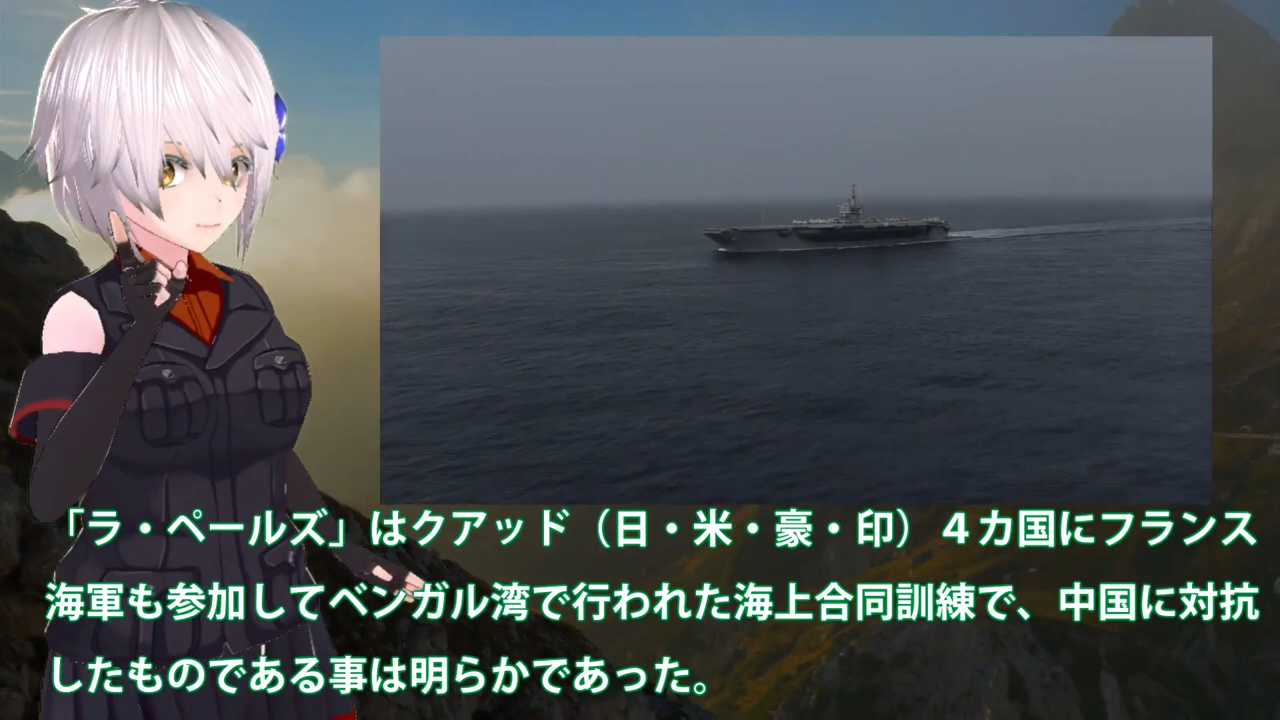 「ラ・ペールズ」はクアッド（日・米・豪・印）４カ国にフランス
海軍も参加してベンガル湾で行われた海上合同訓練で、中国に対抗
したものである事は明らかであった。